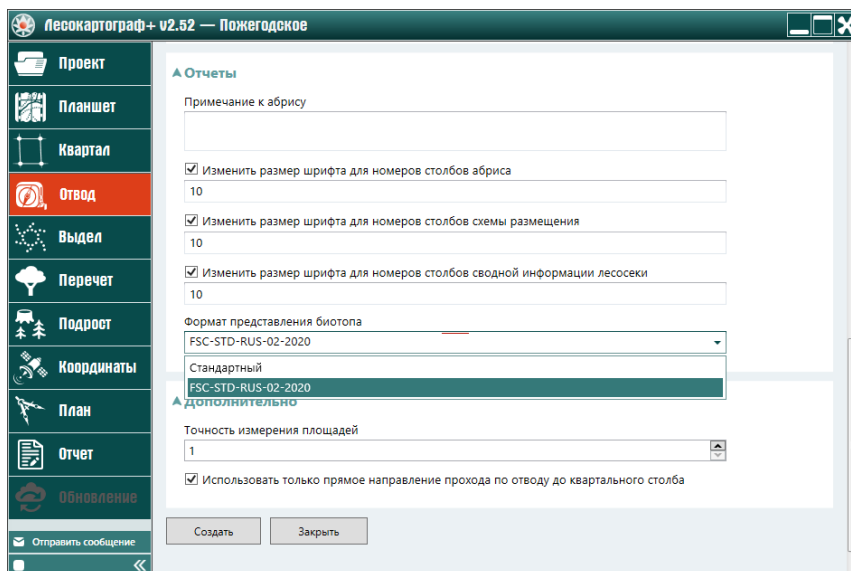 Лесокартограф+ v2.52 — Пожегодское
Проект
Планшет
Квартал
Отвод
Выдел
Перечет
Подрост
Координаты
План
Отчет
Обновление
Отправить сообщение
Отчеты
Примечание к абрису
Изменить размер шрифта для номеров столбов абриса
10
Изменить размер шрифта для номеров столбов схемы размещения
10
Изменить размер шрифта для номеров столбов сводной информации лесосеки
10
Формат представления биотопа
FSC-STD-RUS-02-2020
Стандартный
FSC-STD-RUS-02-2020
Дополнительно
Точность измерения площадей
1
Использовать только прямое направление прохода по отводу до квартального столба
Создать
Закрыть